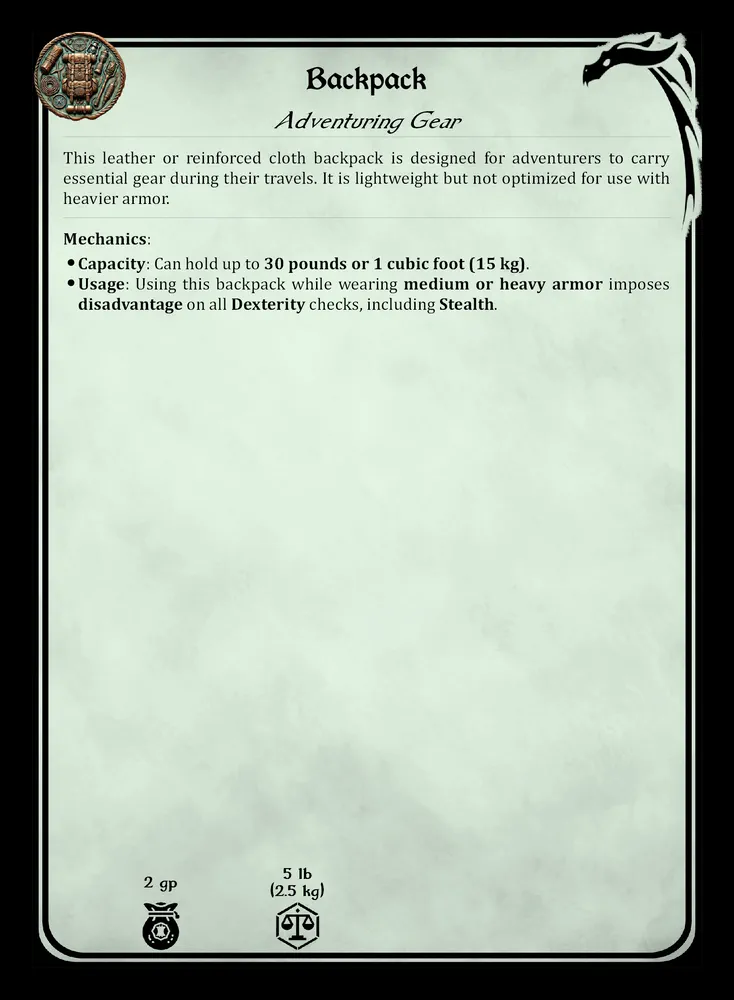 Backpack
Adventuring Gear
This leather or reinforced cloth backpack is designed for adventurers to carry
essential gear during their travels. It is lightweight but not optimized for use with
heavier armor.
Mechanics:
• Capacity: Can hold up to 30 pounds or 1 cubic foot (15 kg).
• Usage: Using this backpack while wearing medium or heavy armor imposes
disadvantage on all Dexterity checks, including Stealth.
2 gp
5 lb
(2.5 kg)